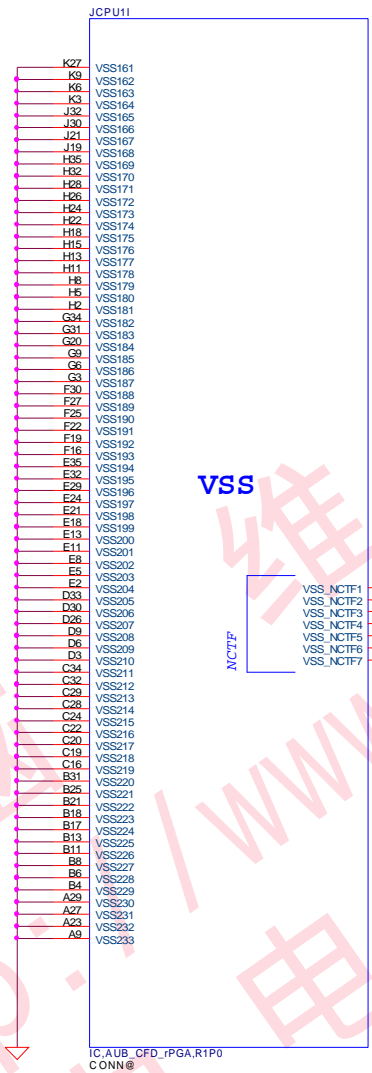 JCPU1I
K27 VSS161
K9 VSS162
K6 VSS163
K3 VSS164
J32 VSS165
J30 VSS166
J21 VSS167
J19 VSS168
H35 VSS169
H32 VSS170
H28 VSS171
H26 VSS172
H24 VSS173
H22 VSS174
H18 VSS175
H15 VSS176
H13 VSS177
H11 VSS178
H8 VSS179
H5 VSS180
H2 VSS181
G34 VSS182
G31 VSS183
G20 VSS184
G9 VSS185
G6 VSS186
G3 VSS187
F30 VSS188
F27 VSS189
F25 VSS190
F22 VSS191
F19 VSS192
F16 VSS193
E35 VSS194
E32 VSS195
E29 VSS196
E24 VSS197
E21 VSS198
E18 VSS199
E13 VSS200
E11 VSS201
E8 VSS202
E5 VSS203
E2 VSS204
D33 VSS205
D30 VSS206
D26 VSS207
D9 VSS208
D6 VSS209
D3 VSS210
C34 VSS211
C32 VSS212
C29 VSS213
C28 VSS214
C24 VSS215
C22 VSS216
C20 VSS217
C19 VSS218
C16 VSS219
B31 VSS220
B25 VSS221
B21 VSS222
B18 VSS223
B17 VSS224
B13 VSS225
B11 VSS226
B8 VSS227
B6 VSS228
B4 VSS229
A29 VSS230
A27 VSS231
A23 VSS232
A9 VSS233
VSS
NCTF
VSS_NCTF1
VSS_NCTF2
VSS_NCTF3
VSS_NCTF4
VSS_NCTF5
VSS_NCTF6
VSS_NCTF7
IC,AUB_CFD_rPGA,R1P0
CONN@
维
电